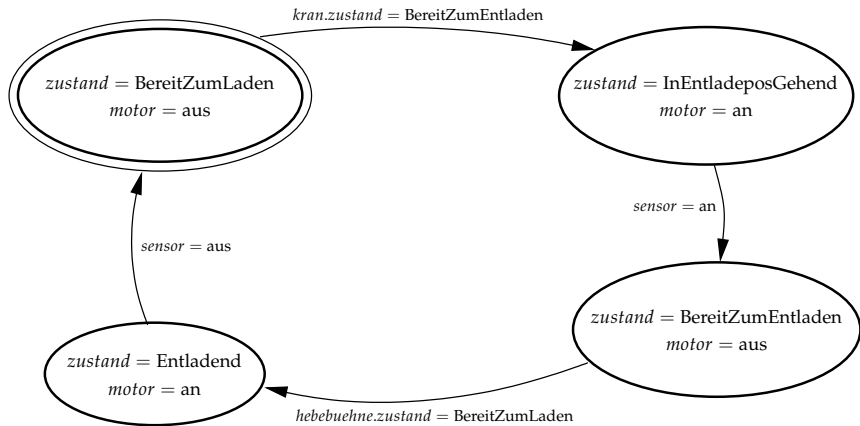 kran.zustand = BereitZumEntladen
zustand = BereitZumLaden
motor = aus
zustand = InEntladeposGehend
motor = an
sensor = an
sensor = aus
zustand = BereitZumEntladen
motor = aus
zustand = Entladend
motor = an
hebebuehne.zustand = BereitZumLaden